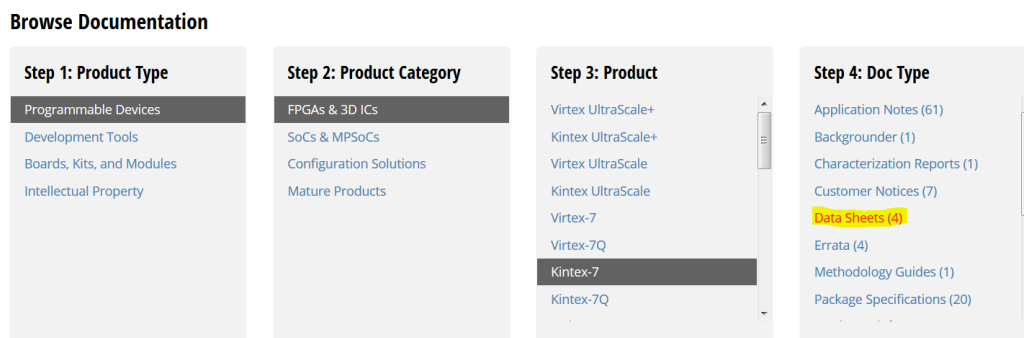 Browse Documentation
Step 1: Product Type
Programmable Devices
Development Tools
Boards, Kits, and Modules
Intellectual Property
Step 2: Product Category
FPGAs & 3D ICs
SoCs & MPSoCs
Configuration Solutions
Mature Products
Step 3: Product
Virtex UltraScale+
Kintex UltraScale+
Virtex UltraScale
Kintex UltraScale
Virtex-7
Virtex-7Q
Kintex-7
Kintex-7Q
Step 4: Doc Type
Application Notes (61)
Backgrounder (1)
Characterization Reports (1)
Customer Notices (7)
Data Sheets (4)
Errata (4)
Methodology Guides (1)
Package Specifications (20)